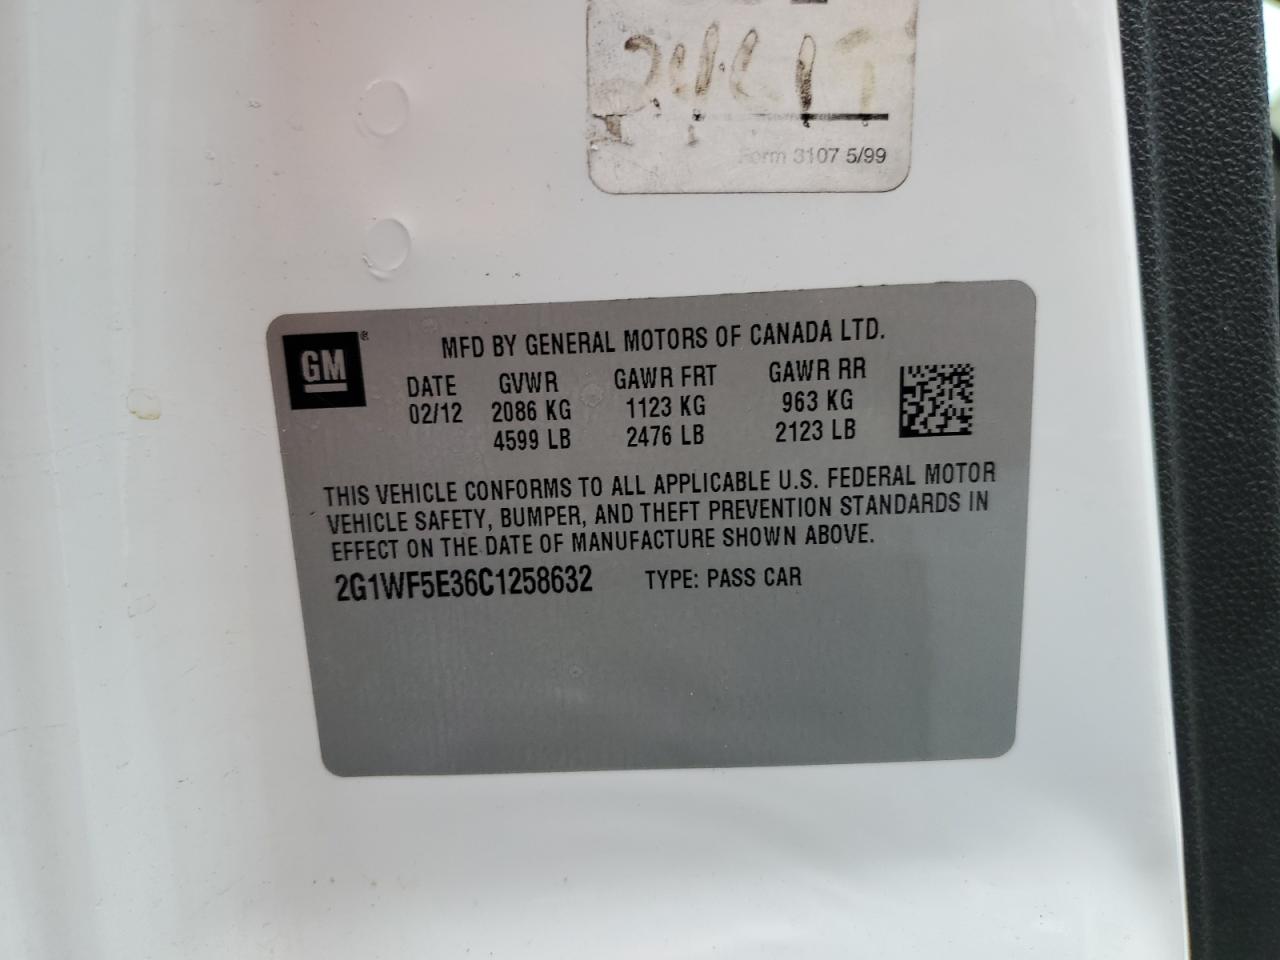 Form 3107 5/99
GM ®
MFD BY GENERAL MOTORS OF CANADA LTD.
DATE GVWR GAWR FRT GAWR RR
02/12 2086 KG 1123 KG 963 KG
4599 LB 2476 LB 2123 LB
THIS VEHICLE CONFORMS TO ALL APPLICABLE U.S. FEDERAL MOTOR
VEHICLE SAFETY, BUMPER, AND THEFT PREVENTION STANDARDS IN
EFFECT ON THE DATE OF MANUFACTURE SHOWN ABOVE.
2G1WF5E36C1258632 TYPE: PASS CAR